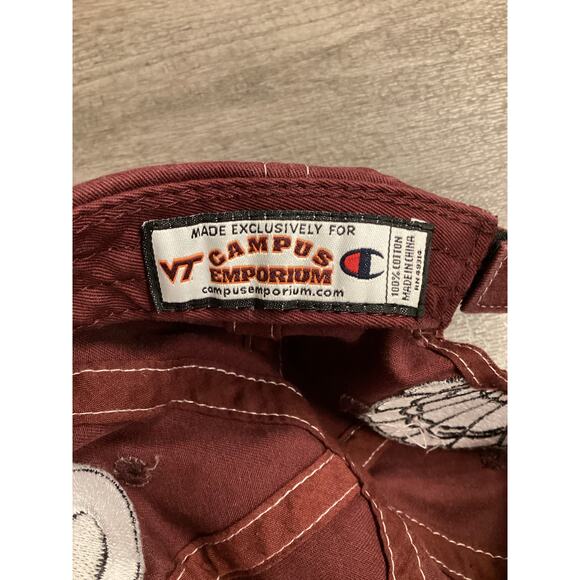 MADE EXCLUSIVELY FOR
VT CAMPUS
EMPORIUM
campusemporium.com
100% COTTON
MADE IN CHINA